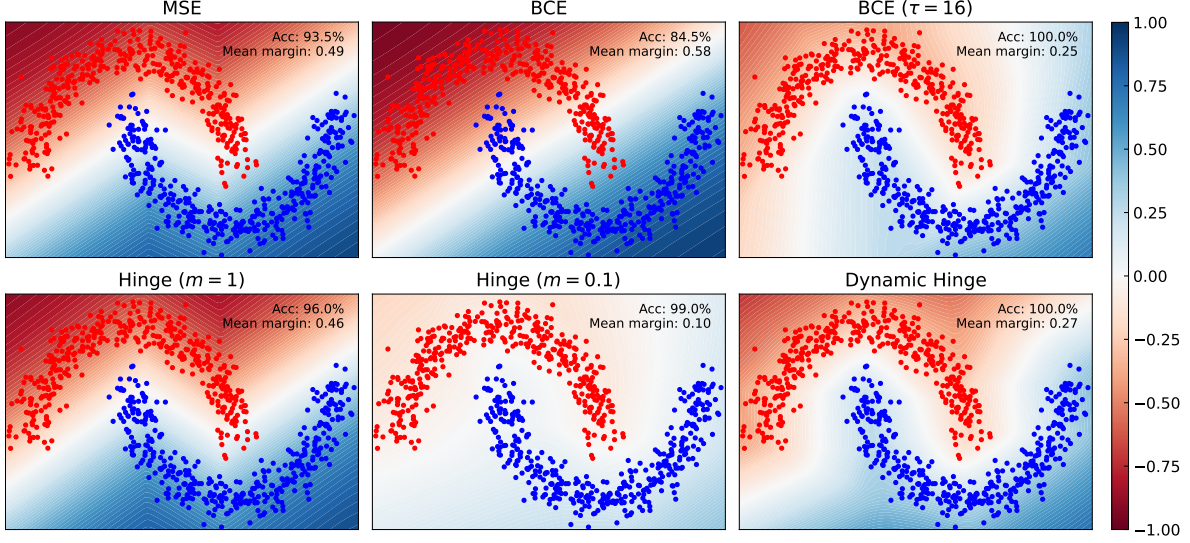 MSE
Acc: 93.5%
Mean margin: 0.49
BCE
Acc: 84.5%
Mean margin: 0.58
BCE (τ = 16)
Acc: 100.0%
Mean margin: 0.25
Hinge (m = 1)
Acc: 96.0%
Mean margin: 0.46
Hinge (m = 0.1)
Acc: 99.0%
Mean margin: 0.10
Dynamic Hinge
Acc: 100.0%
Mean margin: 0.27
1.00
0.75
0.50
0.25
0.00
−0.25
−0.50
−0.75
−1.00